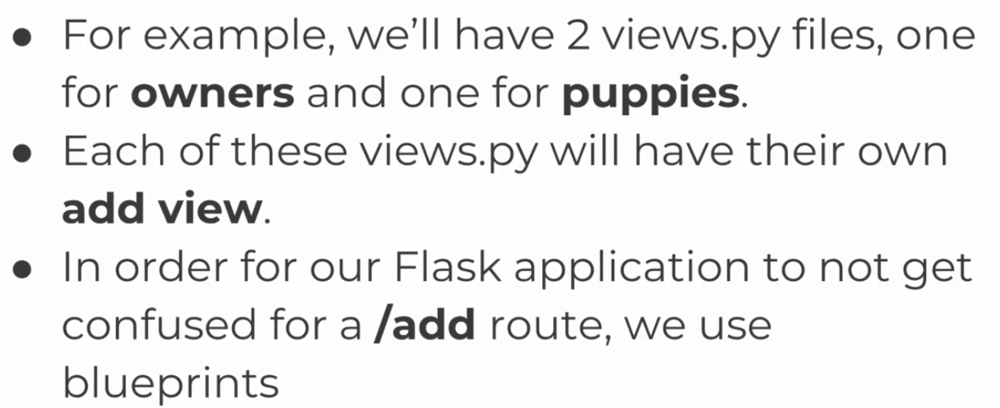 ● For example, we’ll have 2 views.py files, one
for owners and one for puppies.
● Each of these views.py will have their own
add view.
● In order for our Flask application to not get
confused for a /add route, we use
blueprints